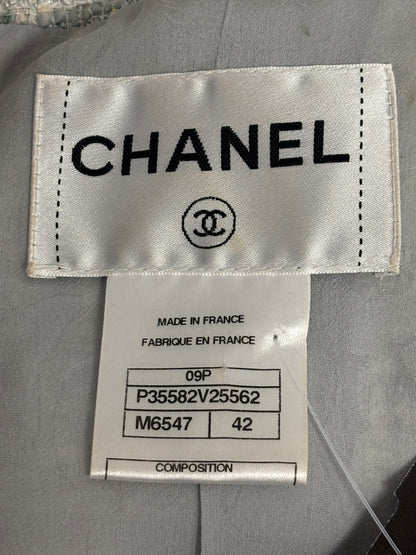 CHANEL
MADE IN FRANCE
FABRIQUE EN FRANCE
09P
P35582V25562
M6547 42
COMPOSITION